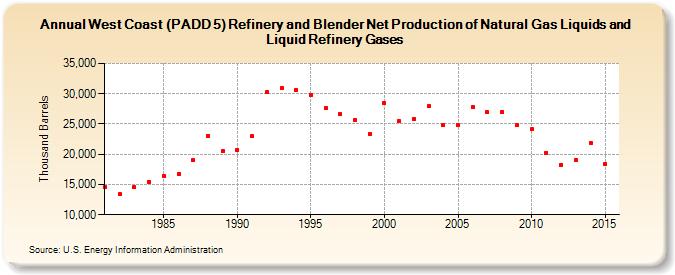 Annual West Coast (PADD 5) Refinery and Blender Net Production of Natural Gas Liquids and
Liquid Refinery Gases
Thousand Barrels
35,000
30,000
25,000
20,000
15,000
10,000
1985 1990 1995 2000 2005 2010 2015
Source: U.S. Energy Information Administration